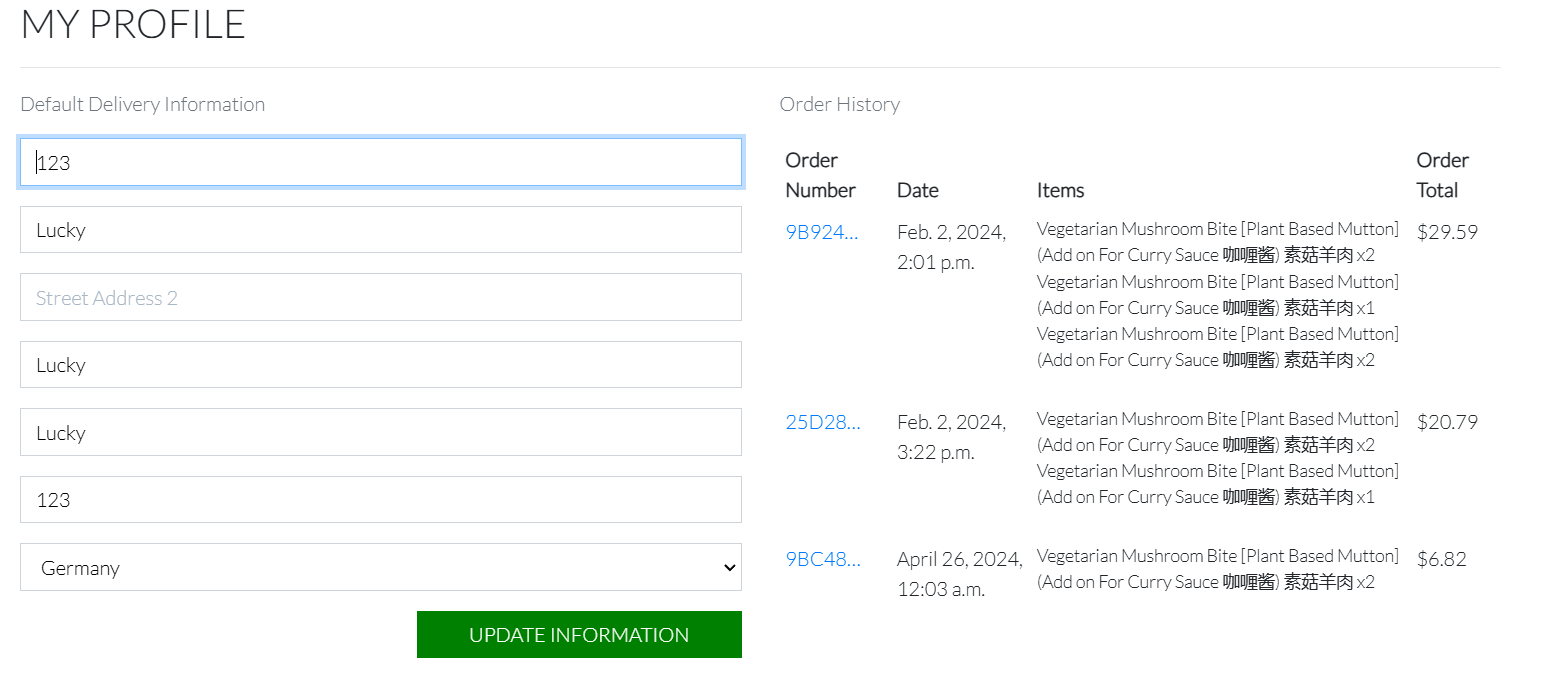 MY PROFILE
Default Delivery Information
123
Lucky
Street Address 2
Lucky
Lucky
123
Germany
UPDATE INFORMATION
Order History
Order Number Date Items Order Total
9B924... Feb. 2, 2024, 2:01 p.m.
Vegetarian Mushroom Bite [Plant Based Mutton]
(Add on For Curry Sauce 咖喱酱) 素菇羊肉 x2
Vegetarian Mushroom Bite [Plant Based Mutton]
(Add on For Curry Sauce 咖喱酱) 素菇羊肉 x1
Vegetarian Mushroom Bite [Plant Based Mutton]
(Add on For Curry Sauce 咖喱酱) 素菇羊肉 x2
$29.59
25D28... Feb. 2, 2024, 3:22 p.m.
Vegetarian Mushroom Bite [Plant Based Mutton]
(Add on For Curry Sauce 咖喱酱) 素菇羊肉 x2
Vegetarian Mushroom Bite [Plant Based Mutton]
(Add on For Curry Sauce 咖喱酱) 素菇羊肉 x1
$20.79
9BC48... April 26, 2024, 12:03 a.m.
Vegetarian Mushroom Bite [Plant Based Mutton]
(Add on For Curry Sauce 咖喱酱) 素菇羊肉 x2
$6.82